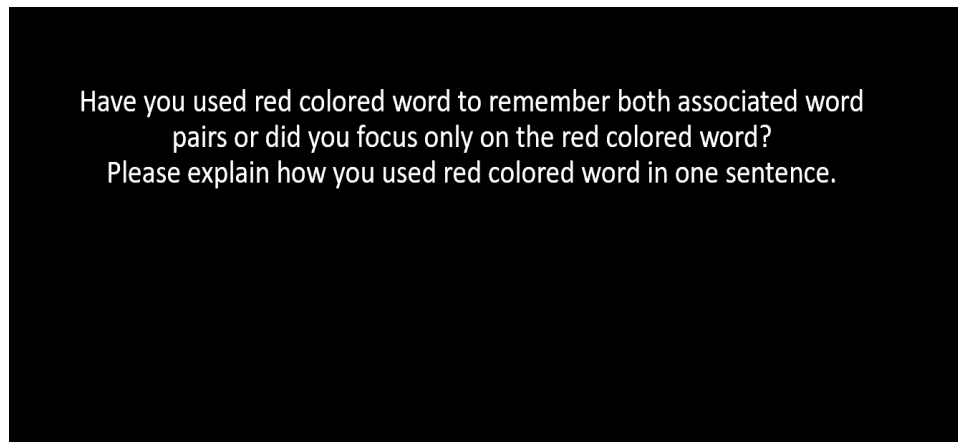 Have you used red colored word to remember both associated word
pairs or did you focus only on the red colored word?
Please explain how you used red colored word in one sentence.